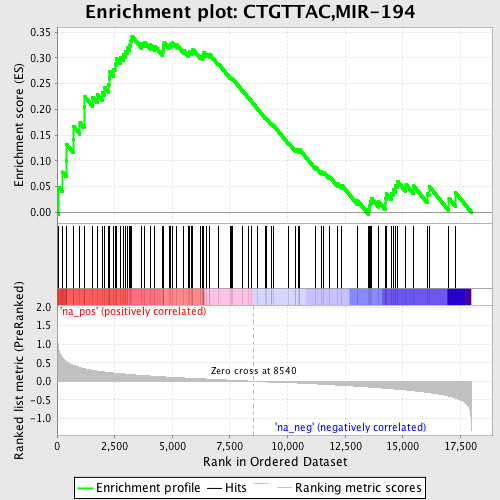 Enrichment plot: CTGTTAC,MIR-194
Enrichment score (ES)
0.35
0.30
0.25
0.20
0.15
0.10
0.05
0.00
'na_pos' (positively correlated)
Ranked list metric (PreRanked)
2.0
1.5
1.0
0.5
0.0
-0.5
-1.0
Zero cross at 8540
'na_neg' (negatively correlated)
0 2,500 5,000 7,500 10,000 12,500 15,000 17,500
Rank in Ordered Dataset
Enrichment profile Hits Ranking metric scores